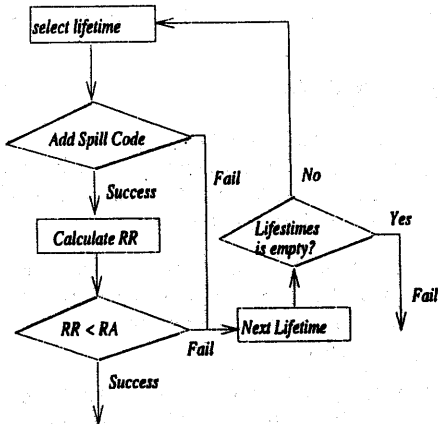 select lifetime
Add Spill Code
Fail
No
Success
Lifestimes
is empty?
Yes
Calculate RR
Fail
RR < RA
Fail
Next Lifetime
Success